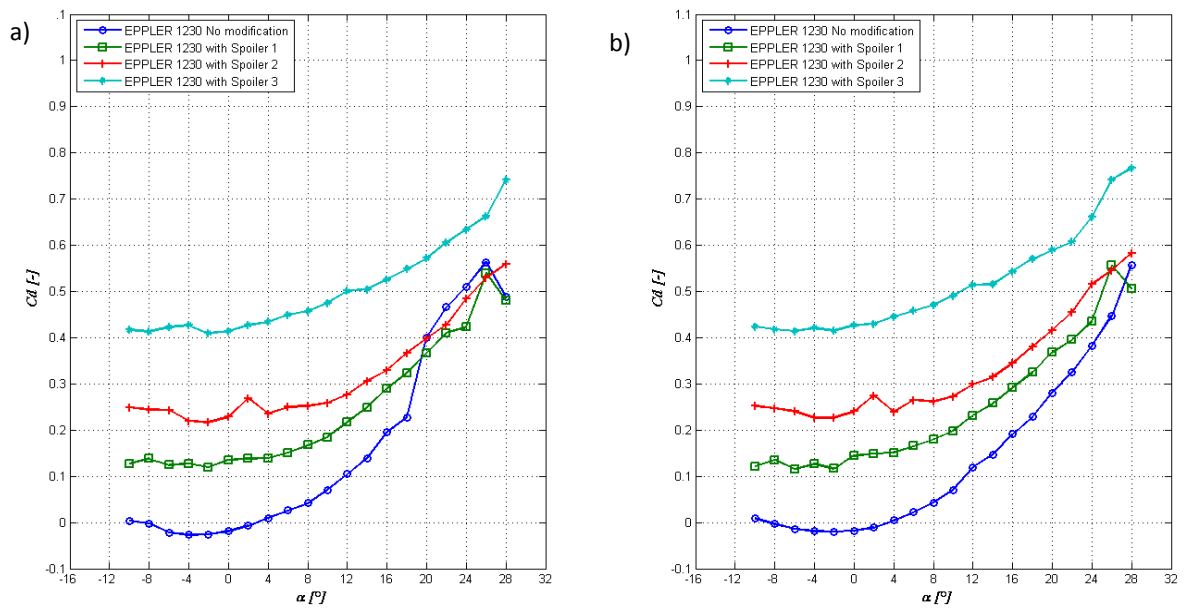 a)
.1
1
0.9
0.8
0.7
0.6
0.5
0.4
0.3
0.2
0.1
0
-0.1
Cd [-]
EPPLER 1230 No modification
EPPLER 1230 with Spoiler 1
EPPLER 1230 with Spoiler 2
EPPLER 1230 with Spoiler 3
-16 -12 -8 -4 0 4 8 12 16 20 24 28 32
α [°]
b)
1.1
1
0.9
0.8
0.7
0.6
0.5
0.4
0.3
0.2
0.1
0
-0.1
Cd [-]
EPPLER 1230 No modification
EPPLER 1230 with Spoiler 1
EPPLER 1230 with Spoiler 2
EPPLER 1230 with Spoiler 3
-16 -12 -8 -4 0 4 8 12 16 20 24 28 32
α [°]